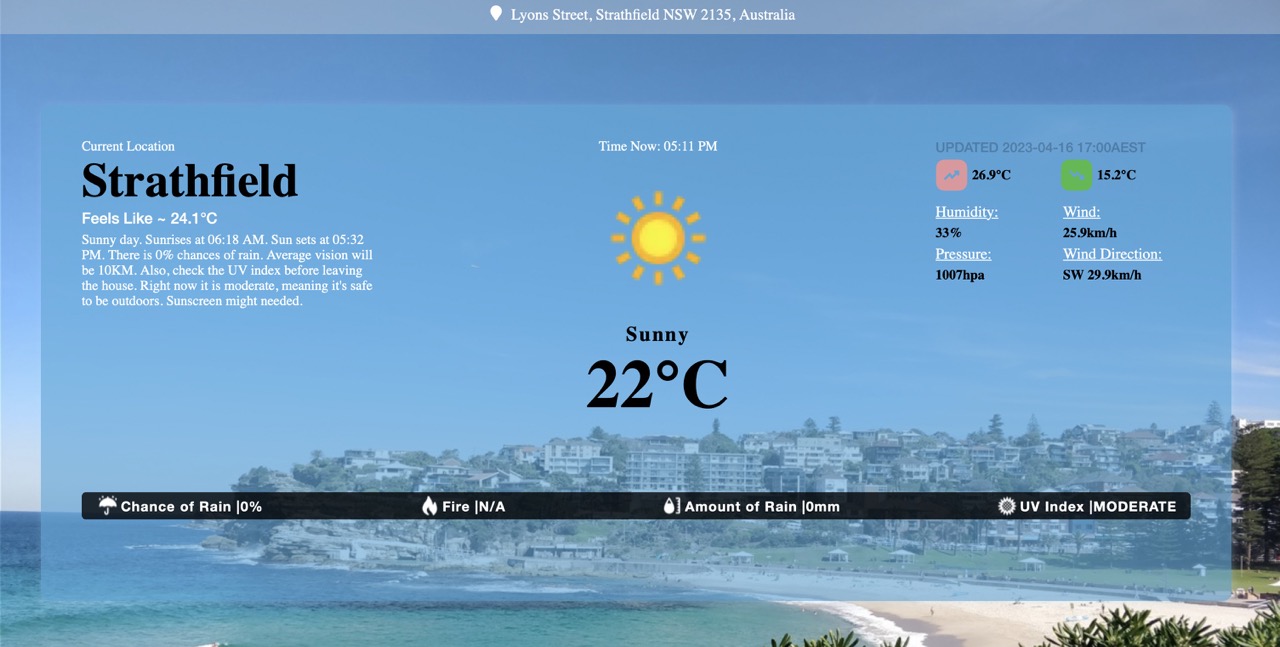 Lyons Street, Strathfield NSW 2135, Australia
Current Location
Strathfield
Feels Like ~ 24.1°C
Sunny day. Sunrises at 06:18 AM. Sun sets at 05:32
PM. There is 0% chances of rain. Average vision will
be 10KM. Also, check the UV index before leaving
the house. Right now it is moderate, meaning it's safe
to be outdoors. Sunscreen might needed.
Time Now: 05:11 PM
Sunny
22°C
UPDATED 2023-04-16 17:00AEST
26.9°C 15.2°C
Humidity: Wind:
33% 25.9km/h
Pressure: Wind Direction:
1007hpa SW 29.9km/h
Chance of Rain |0% Fire |N/A Amount of Rain |0mm UV Index |MODERATE